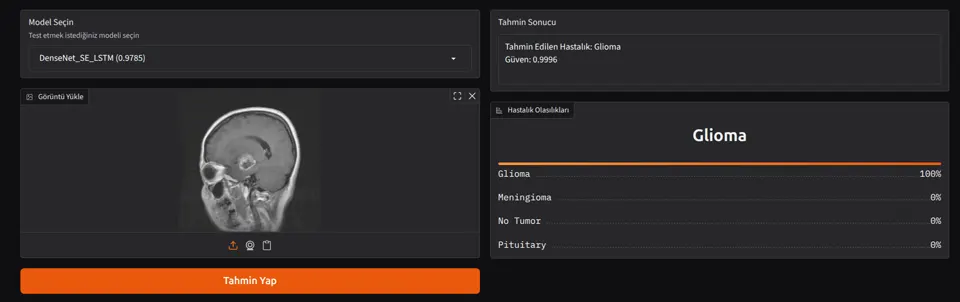 Model Seçin
Test etmek istediğiniz modeli seçin
DenseNet_SE_LSTM (0.9785)
Görüntü Yükle
Tahmin Yap
Tahmin Sonucu
Tahmin Edilen Hastalık: Glioma
Güven: 0.9996
Hastalık Olasılıkları
Glioma
Glioma 100%
Meningioma 0%
No Tumor 0%
Pituitary 0%